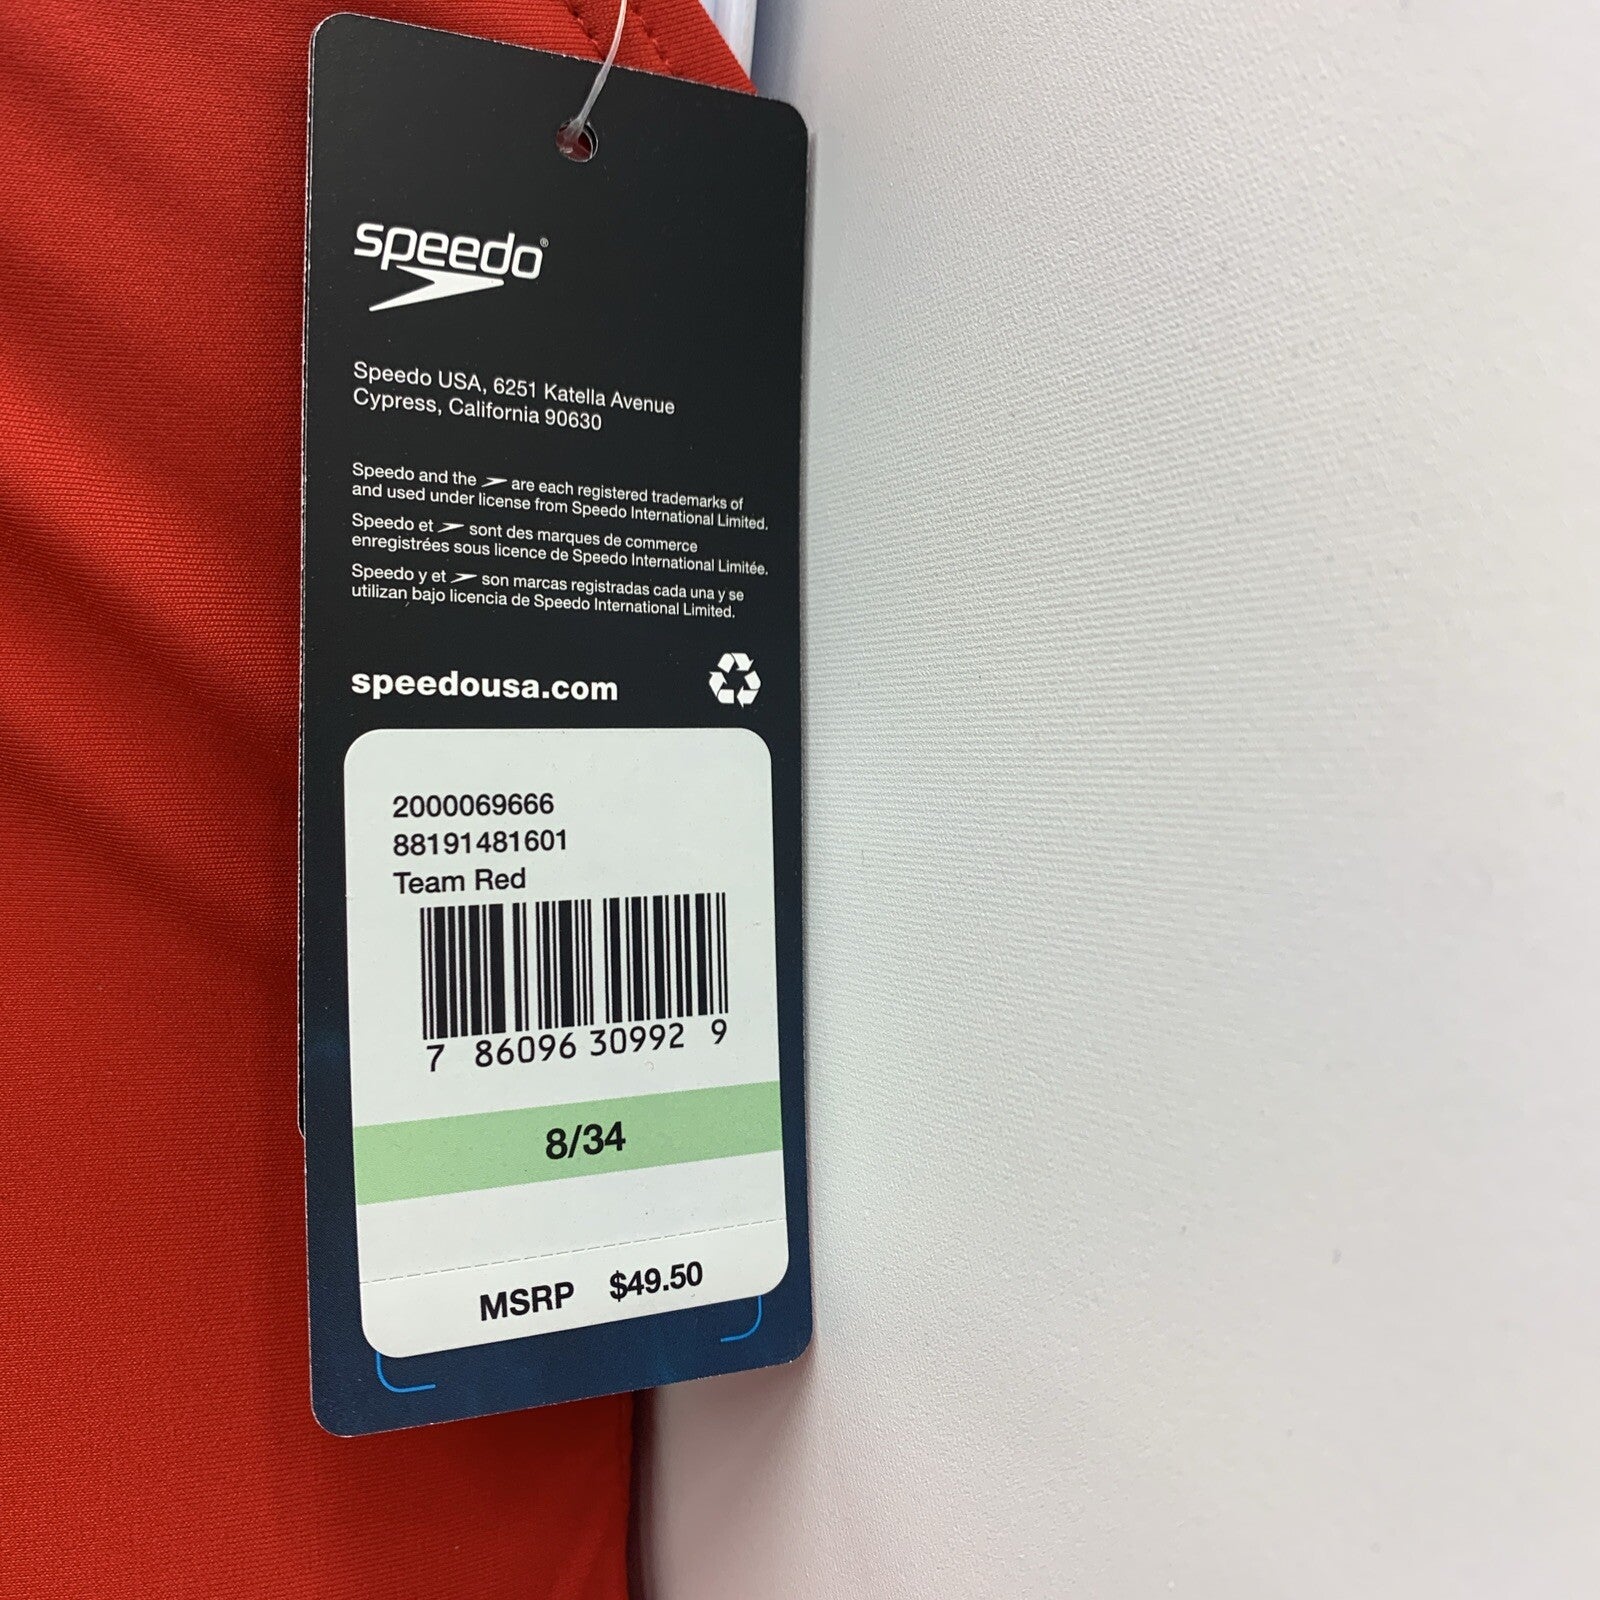 speedo®
Speedo USA, 6251 Katella Avenue
Cypress, California 90630
Speedo and the are each registered trademarks of
and used under license from Speedo International Limited.
Speedo et sont des marques de commerce
enregistrées sous licence de Speedo International Limitée.
Speedo y et son marcas registradas cada una y se
utilizan bajo licencia de Speedo International Limited.
speedousa.com
2000069666
88191481601
Team Red
7 86096 30992 9
8/34
MSRP $49.50